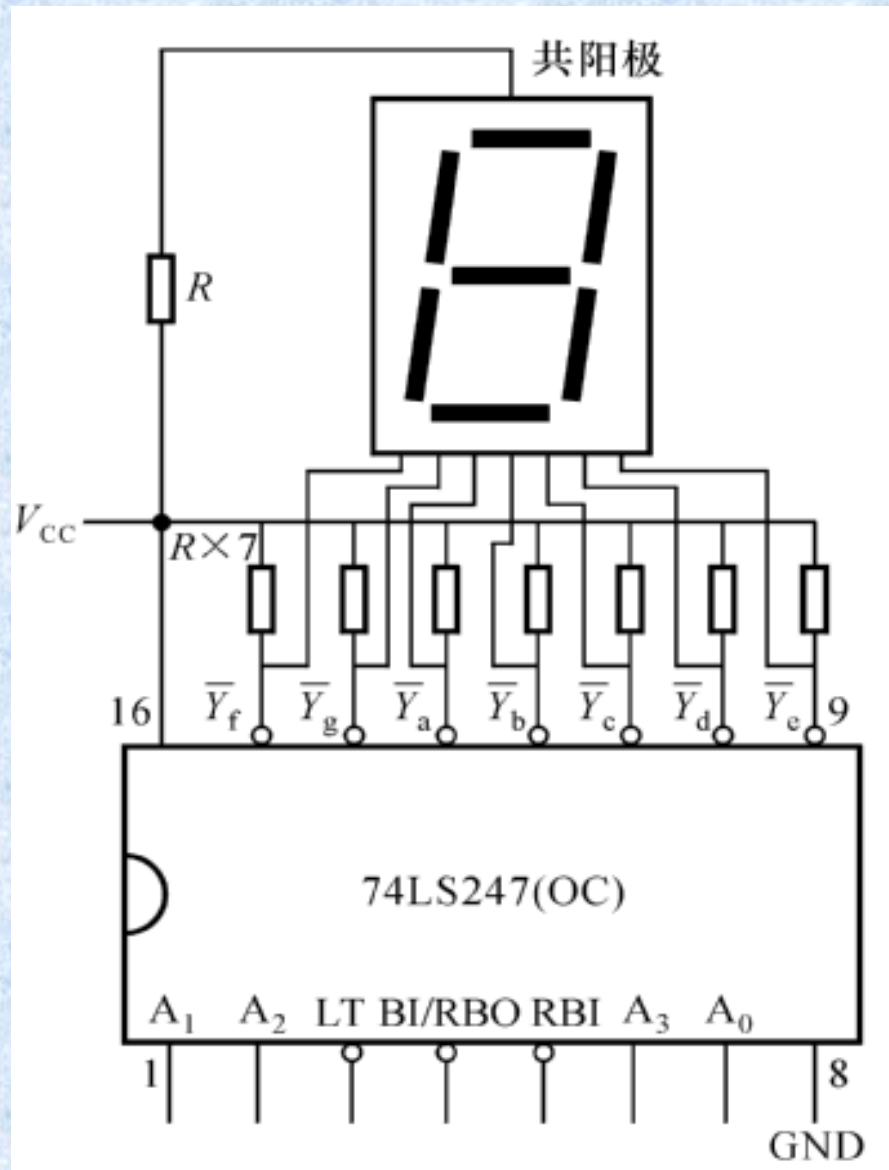 共阳极
R
V_CC
R×7
16 Y̅_f Y̅_g Y̅_a Y̅_b Y̅_c Y̅_d Y̅_e 9
74LS247(OC)
A_1 A_2 LT BI/RBO RBI A_3 A_0
1 8
GND